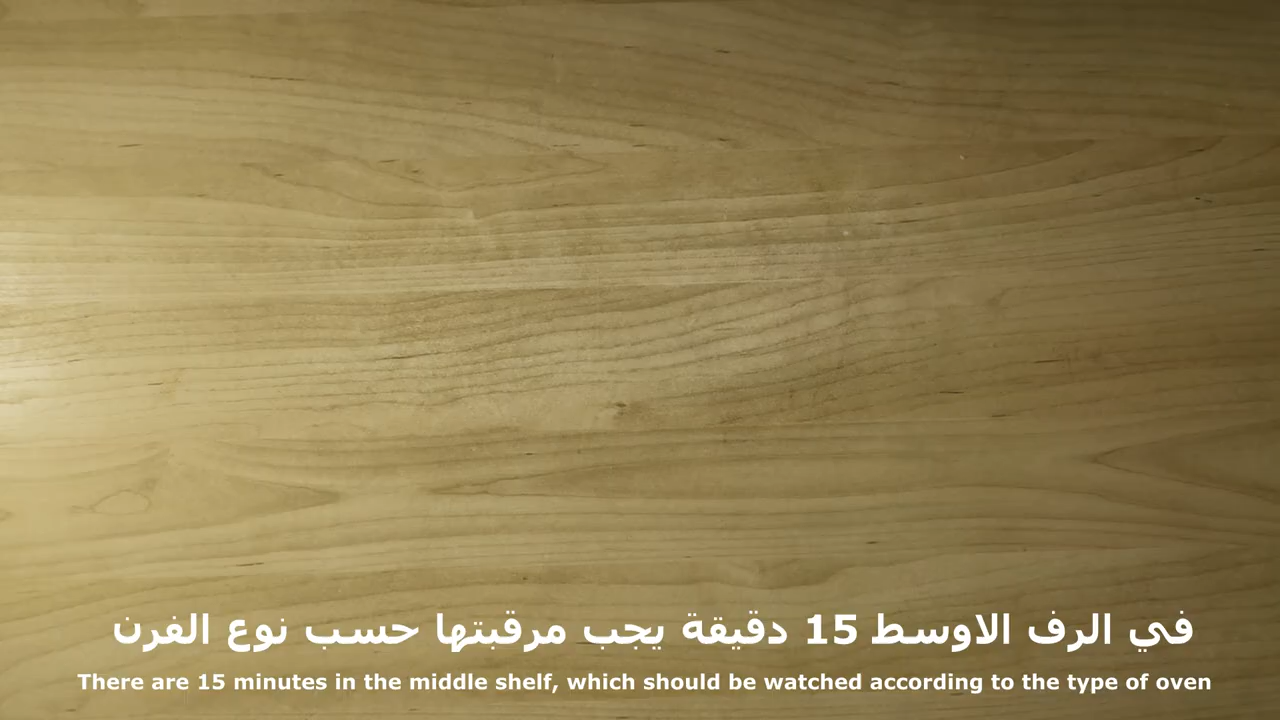 في الرف الاوسط 15 دقيقة يجب مرقبتها حسب نوع الفرن
There are 15 minutes in the middle shelf, which should be watched according to the type of oven